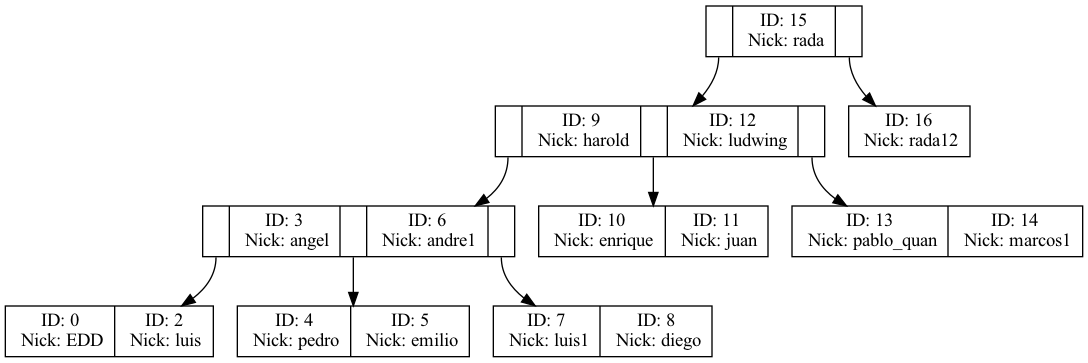 ID: 15
Nick: rada
ID: 9
Nick: harold
ID: 12
Nick: ludwing
ID: 16
Nick: rada12
ID: 3
Nick: angel
ID: 6
Nick: andre1
ID: 10
Nick: enrique
ID: 11
Nick: juan
ID: 13
Nick: pablo_quan
ID: 14
Nick: marcos1
ID: 0
Nick: EDD
ID: 2
Nick: luis
ID: 4
Nick: pedro
ID: 5
Nick: emilio
ID: 7
Nick: luis1
ID: 8
Nick: diego